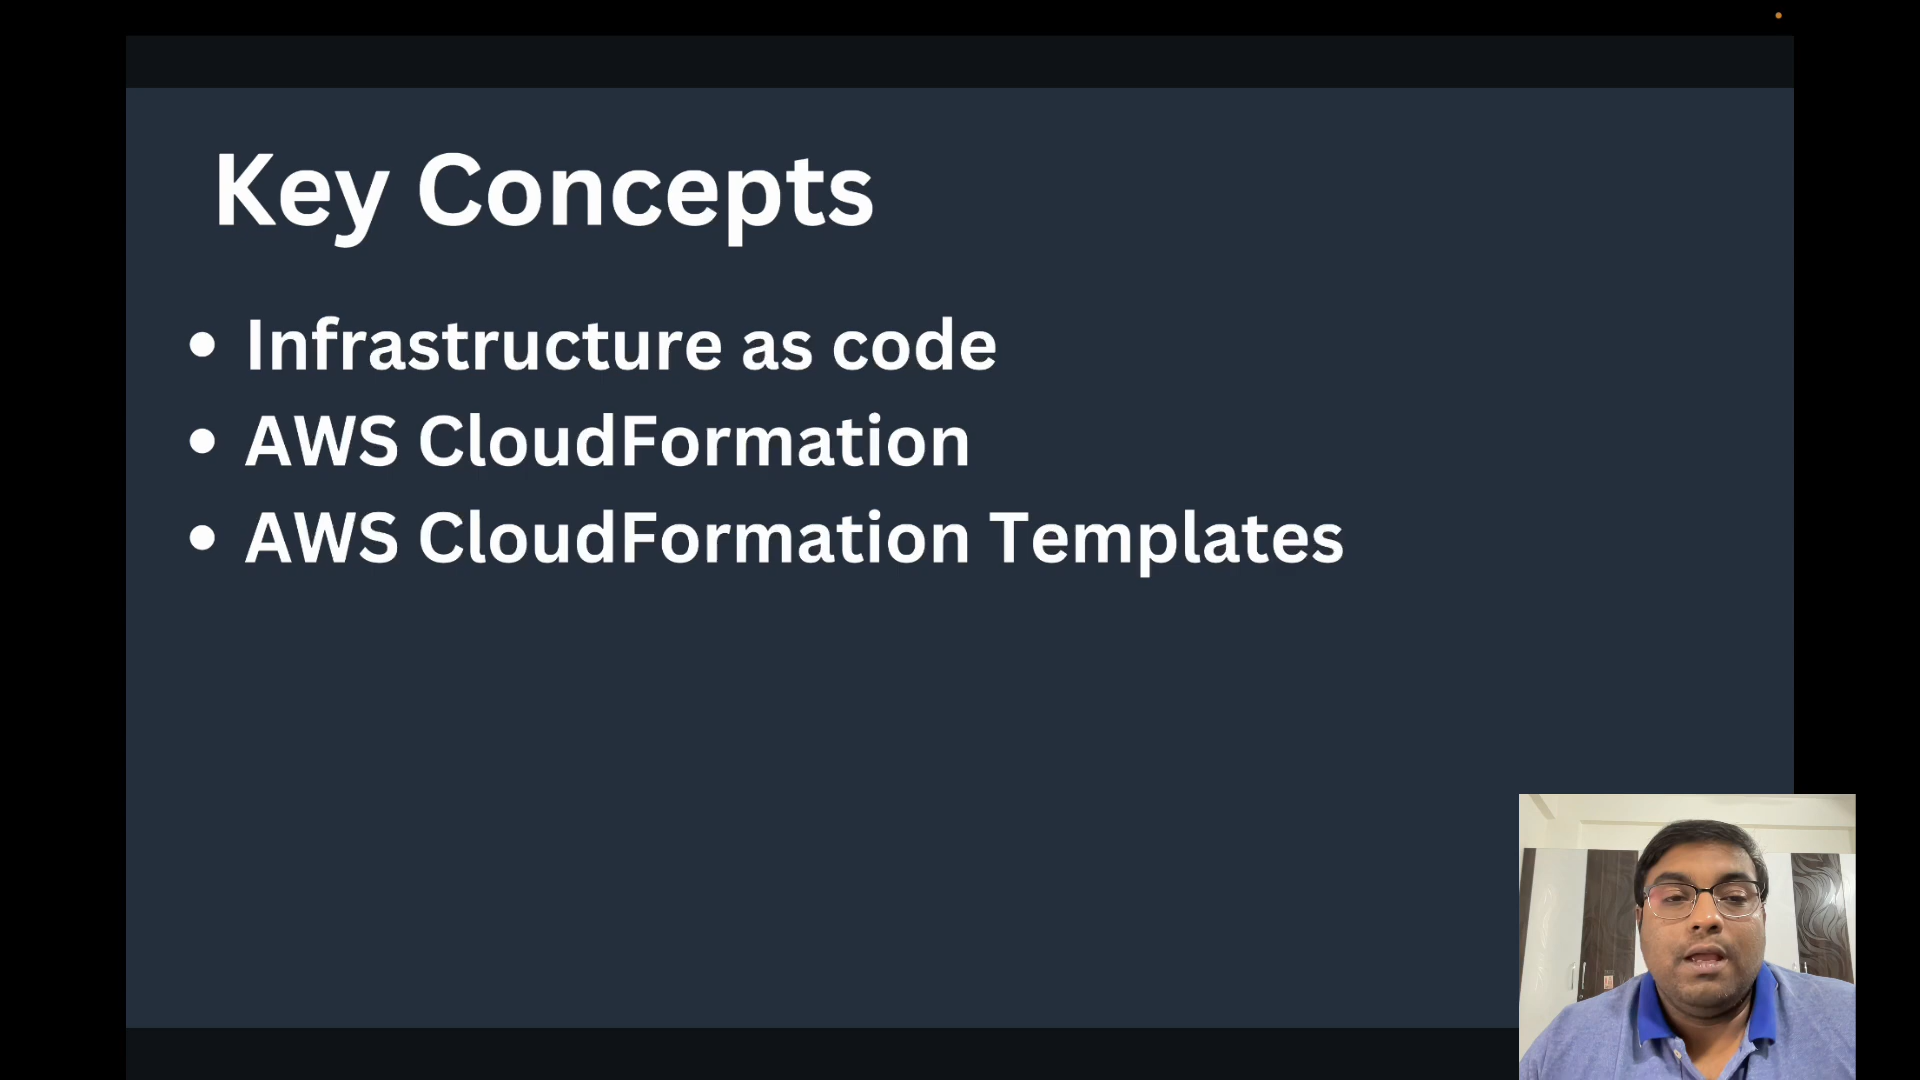 Key Concepts
• Infrastructure as code
• AWS CloudFormation
• AWS CloudFormation Templates